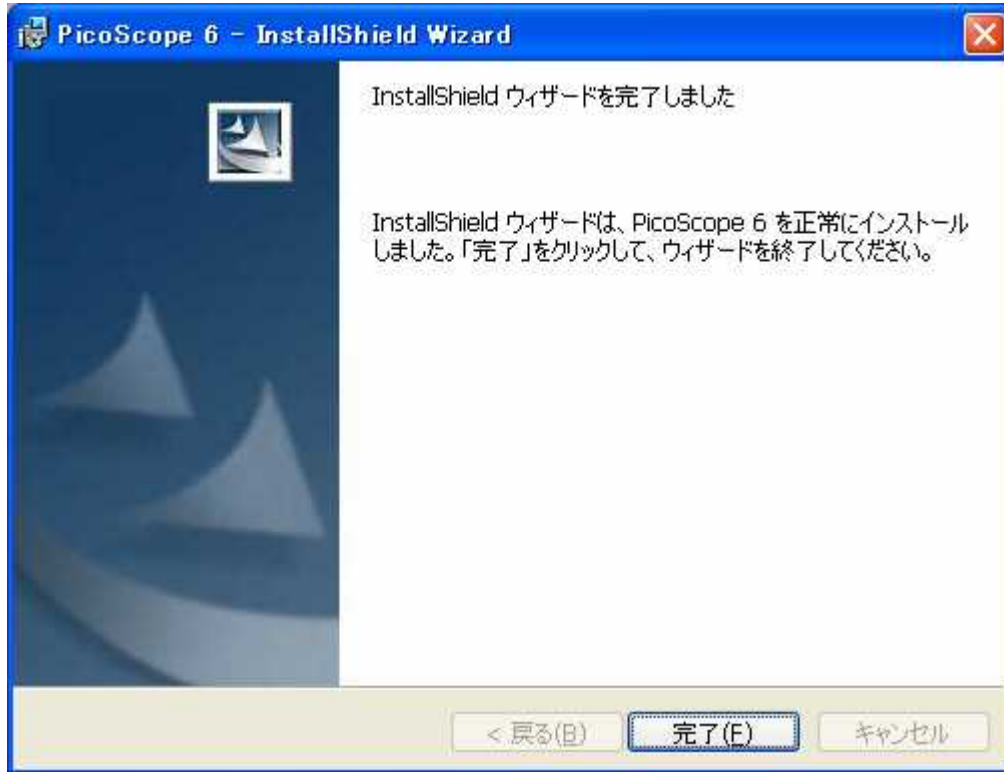 PicoScope 6 - InstallShield Wizard
InstallShield ウィザードを完了しました
InstallShield ウィザードは、PicoScope 6 を正常にインストール
しました。「完了」をクリックして、ウィザードを終了してください。
< 戻る(B)
完了(F)
キャンセル